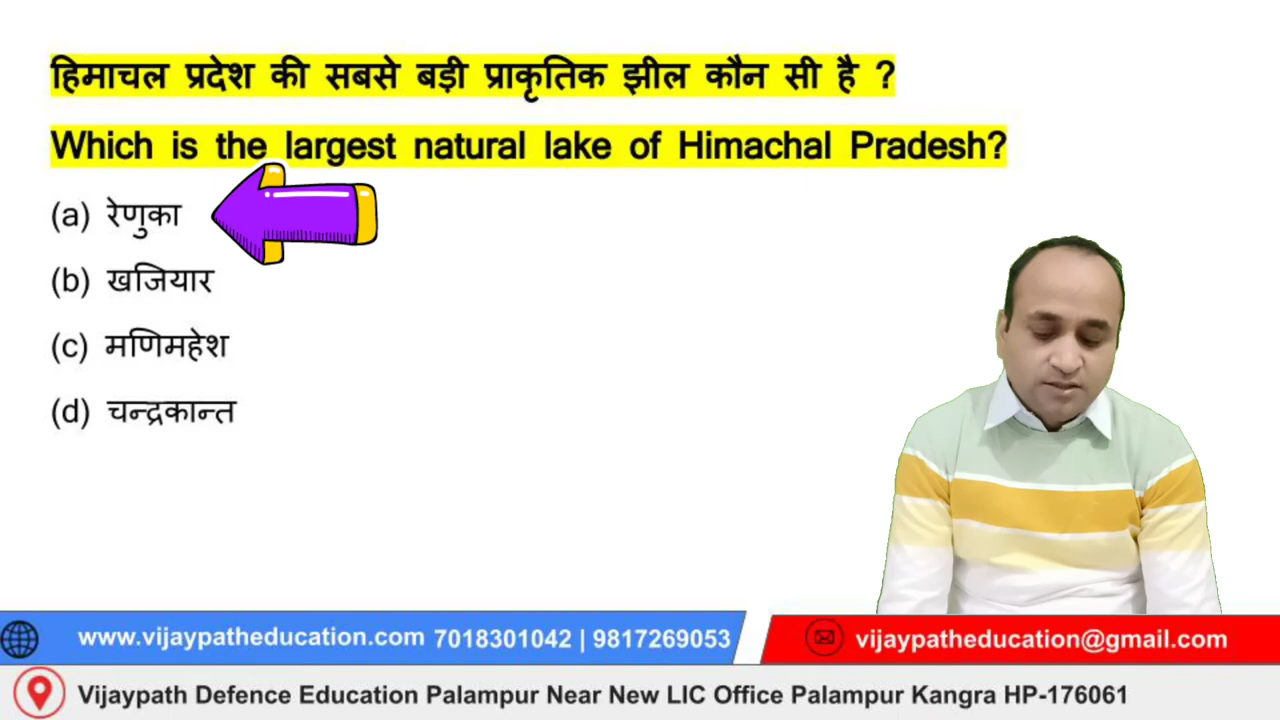 हिमाचल प्रदेश की सबसे बड़ी प्राकृतिक झील कौन सी है ?
Which is the largest natural lake of Himachal Pradesh?
(a) रेणुका
(b) खजियार
(c) मणिमहेश
(d) चन्द्रकान्त
www.vijaypatheducation.com 7018301042 | 9817269053
vijaypatheducation@gmail.com
Vijaypath Defence Education Palampur Near New LIC Office Palampur Kangra HP-176061